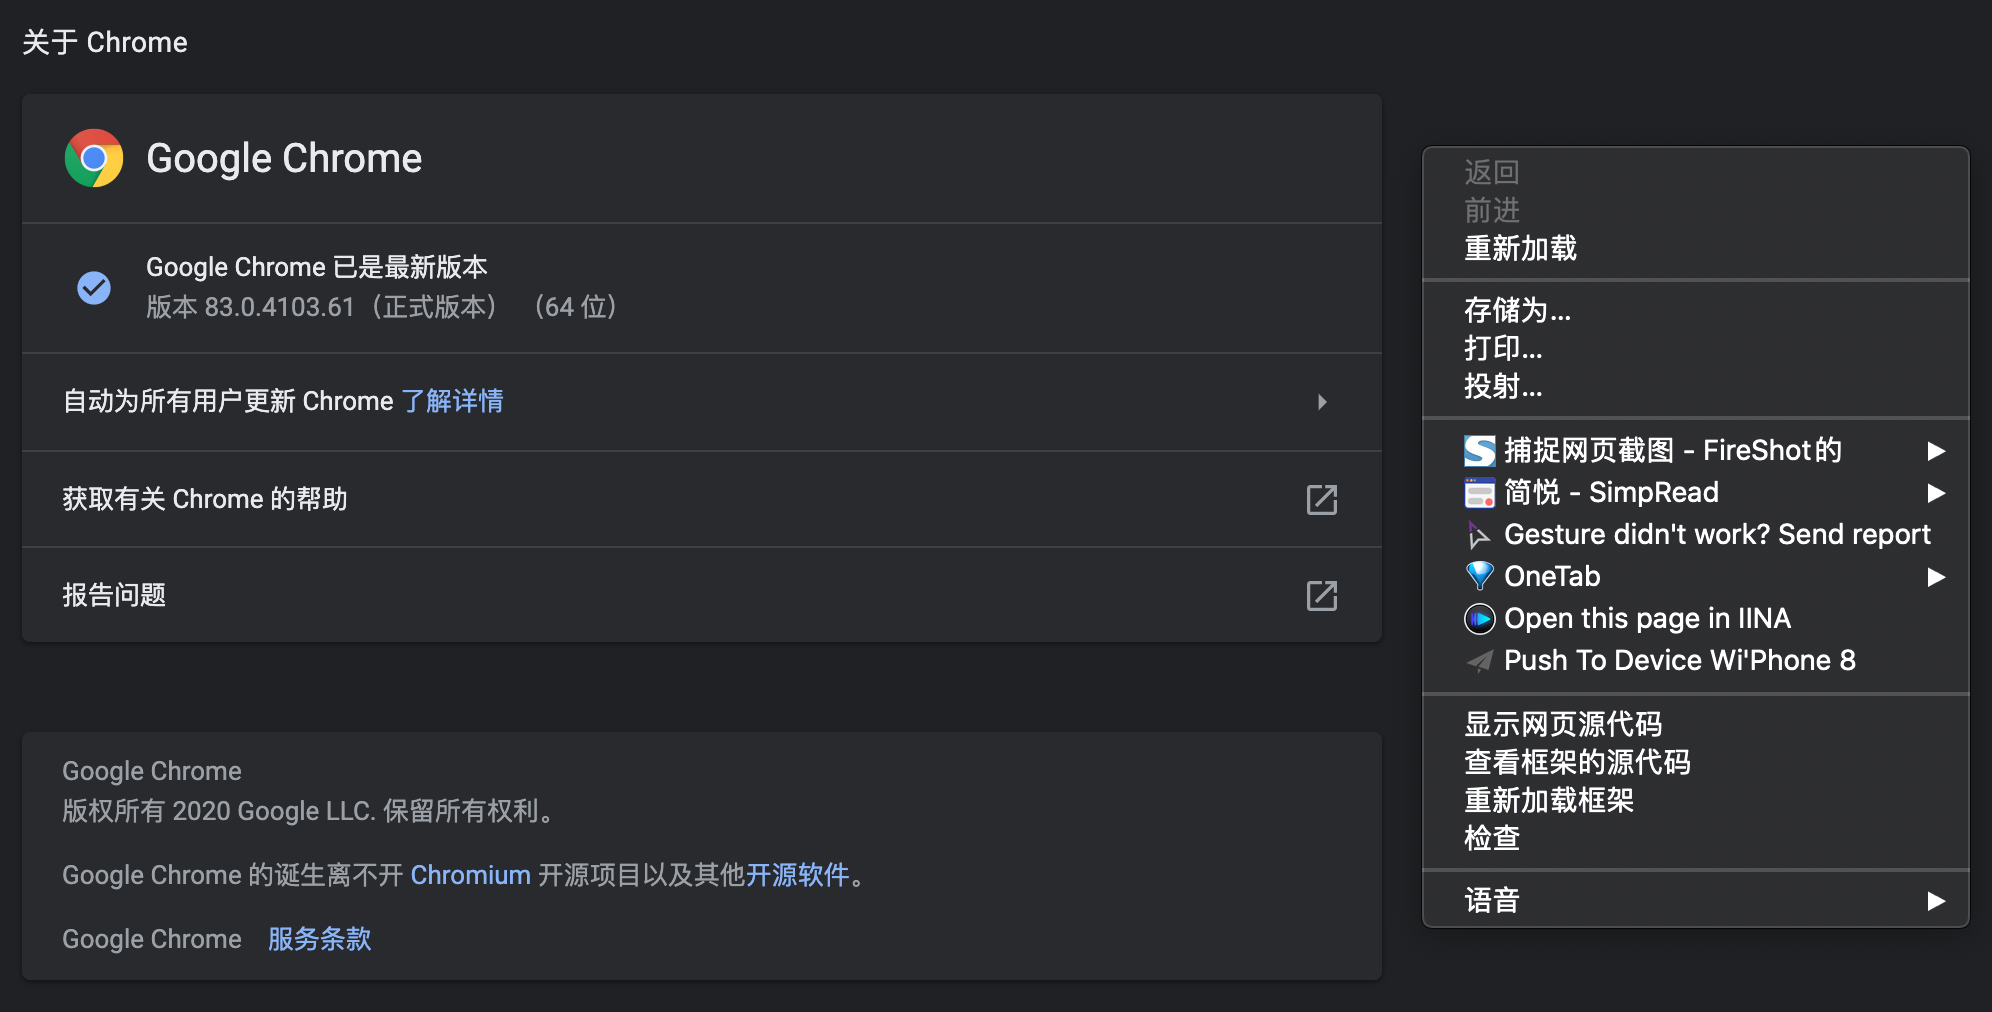 关于 Chrome
Google Chrome
Google Chrome 已是最新版本
版本 83.0.4103.61（正式版本） （64 位）
自动为所有用户更新 Chrome 了解详情
获取有关 Chrome 的帮助
报告问题
Google Chrome
版权所有 2020 Google LLC. 保留所有权利。
Google Chrome 的诞生离不开 Chromium 开源项目以及其他开源软件。
Google Chrome 服务条款
返回
前进
重新加载
存储为...
打印...
投射...
捕捉网页截图 - FireShot的
简悦 - SimpRead
Gesture didn't work? Send report
OneTab
Open this page in IINA
Push To Device Wi'Phone 8
显示网页源代码
查看框架的源代码
重新加载框架
检查
语音